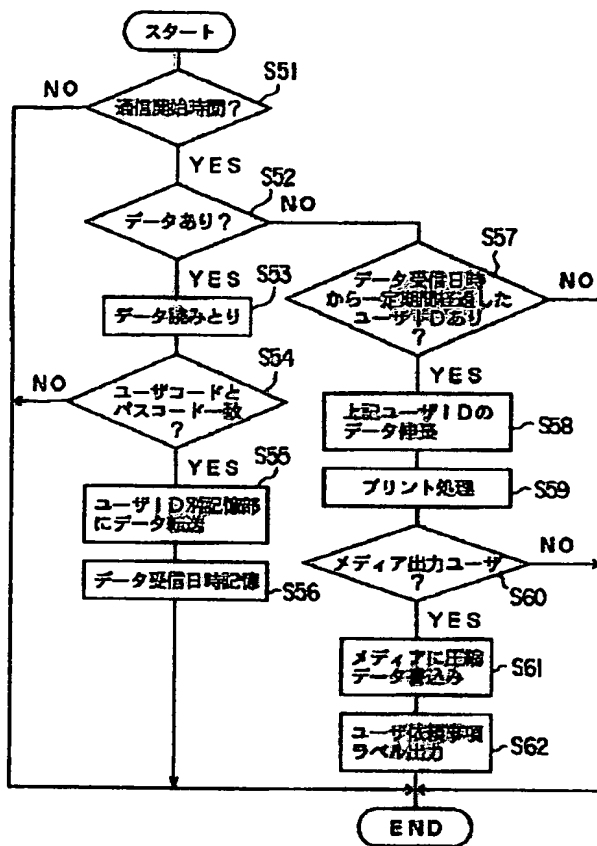 スタート
S51
NO
通信開始時間？
YES
S52
データあり？
NO
YES
S53
データ読みとり
S54
NO
ユーザコードと
パスコード一致
？
YES
S55
ユーザID別記憶部
にデータ転送
データ受信日時記憶
S56
S57
データ受信日時
から一定期間経過した
ユーザIDあり
？
NO
YES
上記ユーザIDの
データ伸長
S58
プリント処理
S59
メディア出力ユーザ
？
NO
S60
YES
メディアに圧縮
データ書込み
S61
ユーザ依頼事項
ラベル出力
S62
END